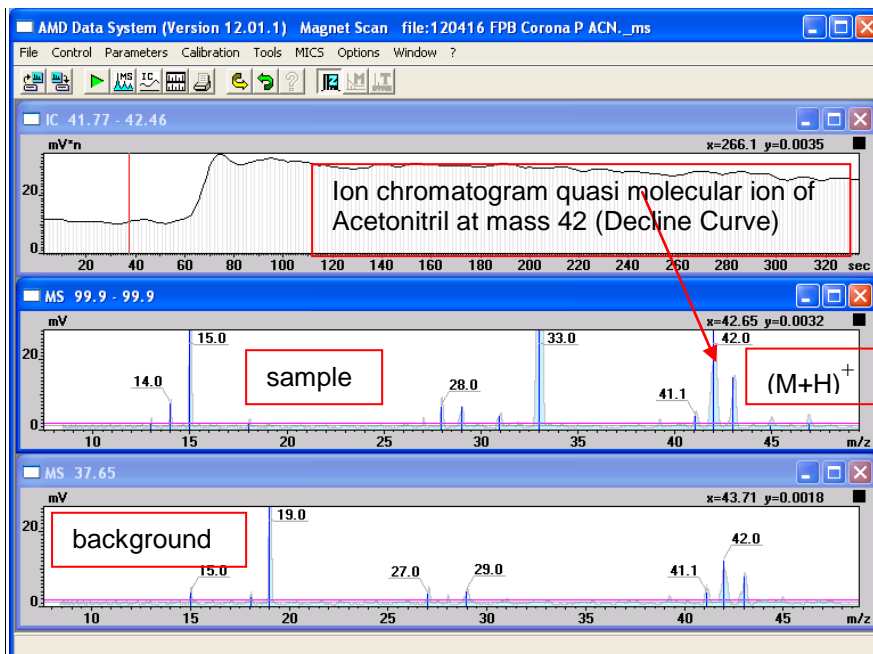 AMD Data System (Version 12.01.1) Magnet Scan file:120416 FPB Corona P ACN._ms
File Control Parameters Calibration Tools MICS Options Window ?
MS IC M I.T
IC 41.77 - 42.46
mV*n x=266.1 y=0.0035
20
0
Ion chromatogram quasi molecular ion of
Acetonitril at mass 42 (Decline Curve)
20 40 60 80 100 120 140 160 180 200 220 240 260 280 300 320 sec
MS 99.9 - 99.9
mV x=42.65 y=0.0032
20
0
14.0 15.0 28.0 33.0 41.1 42.0
sample
(M+H)+
10 15 20 25 30 35 40 45 m/z
MS 37.65
mV x=43.71 y=0.0018
20
0
background
15.0 19.0 27.0 29.0 41.1 42.0
10 15 20 25 30 35 40 45 m/z